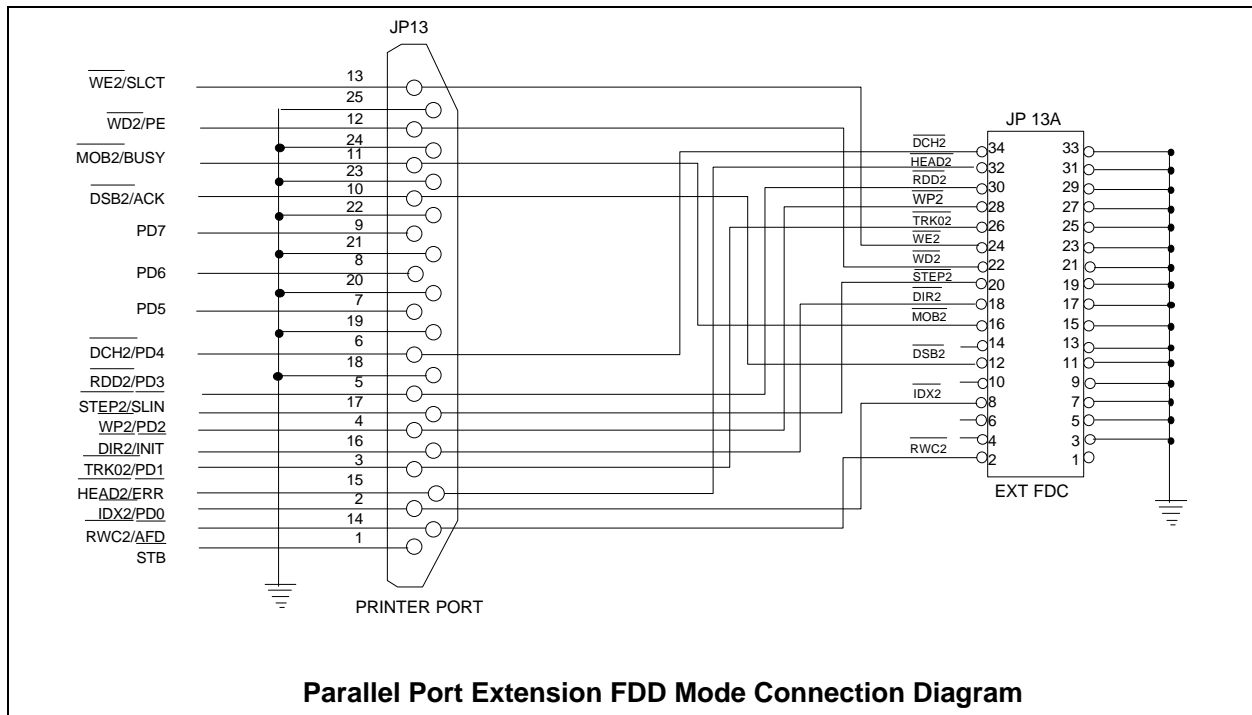 JP13
WE2/SLCT
WD2/PE
MOB2/BUSY
DSB2/ACK
PD7
PD6
PD5
DCH2/PD4
RDD2/PD3
STEP2/SLIN
WP2/PD2
DIR2/INIT
TRK02/PD1
HEAD2/ERR
IDX2/PD0
RWC2/AFD
STB
13
25
12
24
11
23
10
22
9
21
8
20
7
19
6
18
5
17
4
16
3
15
2
14
1
PRINTER PORT
JP 13A
DCH2
HEAD2
RDD2
WP2
TRK02
WE2
WD2
STEP2
DIR2
MOB2
DSB2
IDX2
RWC2
34 33
32 31
30 29
28 27
26 25
24 23
22 21
20 19
18 17
16 15
14 13
12 11
10 9
8 7
6 5
4 3
2 1
EXT FDC
Parallel Port Extension FDD Mode Connection Diagram